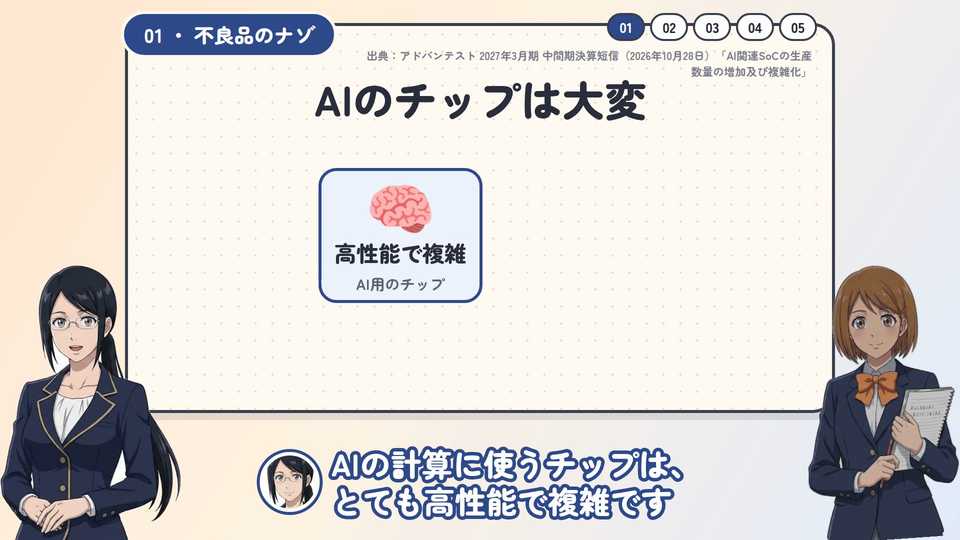 01 ・ 不良品のナゾ
01 02 03 04 05
出典：アドバンテスト 2027年3月期 中間期決算短信（2026年10月28日）「AI関連SoCの生産
数量の増加及び複雑化」
AIのチップは大変
高性能で複雑
AI用のチップ
AIの計算に使うチップは、
とても高性能で複雑です